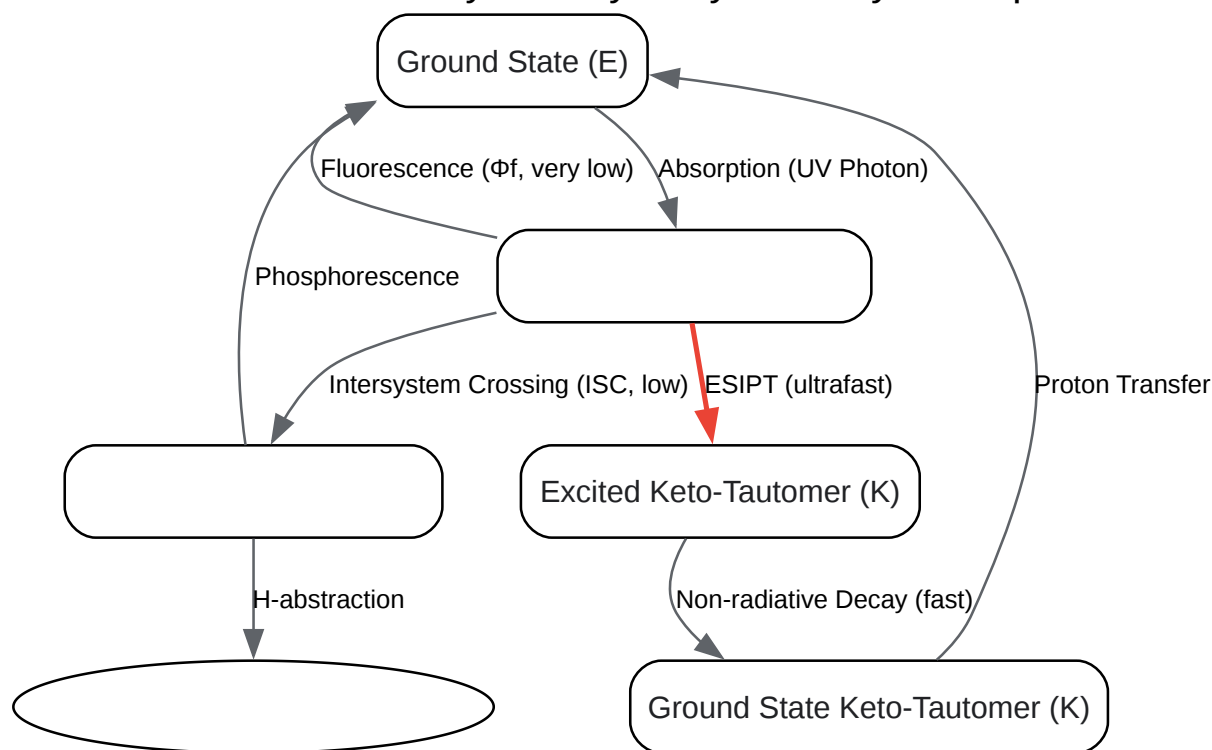 Ground State (E)
Fluorescence (Φf, very low)
Absorption (UV Photon)
Phosphorescence
Intersystem Crossing (ISC, low)
ESIPT (ultrafast)
Proton Transfer
Excited Keto-Tautomer (K)
H-abstraction
Non-radiative Decay (fast)
Ground State Keto-Tautomer (K)